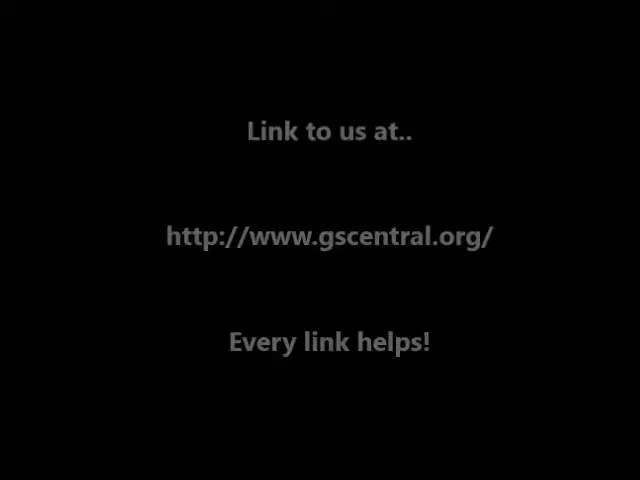 Link to us at..
http://www.gscentral.org/
Every link helps!